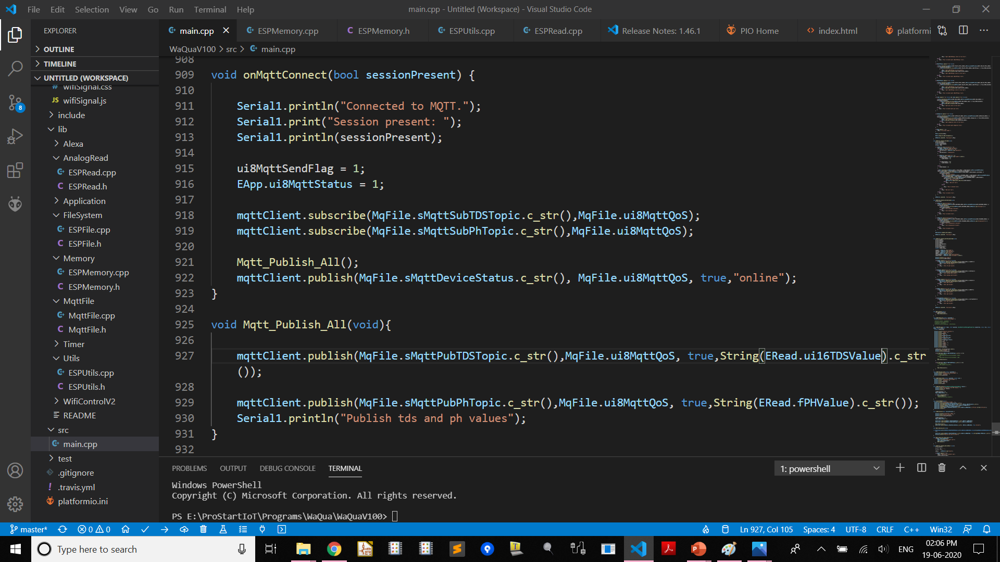 File Edit Selection View Go Run Terminal Help
main.cpp - Untitled (Workspace) - Visual Studio Code
EXPLORER
main.cpp
ESPMemory.cpp
ESPMemory.h
ESPUtils.cpp
ESPRead.cpp
Release Notes: 1.46.1
PIO Home
index.html
platformi
OUTLINE
TIMELINE
UNTITLED (WORKSPACE)
wifiSignal.css
wifiSignal.js
include
lib
Alexa
AnalogRead
ESPRead.cpp
ESPRead.h
Application
FileSystem
ESPFile.cpp
ESPFile.h
Memory
ESPMemory.cpp
ESPMemory.h
MqttFile
MqttFile.cpp
MqttFile.h
Timer
Utils
ESPUtils.cpp
ESPUtils.h
WifiControlV2
README
src
main.cpp
test
.gitignore
.travis.yml
platformio.ini
8
WaQuaV100 > src > main.cpp
908
909 void onMqttConnect(bool sessionPresent) {
910
911 Serial1.println("Connected to MQTT.");
912 Serial1.print("Session present: ");
913 Serial1.println(sessionPresent);
914
915 ui8MqttSendFlag = 1;
916 EApp.ui8MqttStatus = 1;
917
918 mqttClient.subscribe(MqFile.sMqttSubTDSTopic.c_str(),MqFile.ui8MqttQoS);
919 mqttClient.subscribe(MqFile.sMqttSubPhTopic.c_str(),MqFile.ui8MqttQoS);
920
921 Mqtt_Publish_All();
922 mqttClient.publish(MqFile.sMqttDeviceStatus.c_str(), MqFile.ui8MqttQoS, true,"online");
923 }
924
925 void Mqtt_Publish_All(void){
926
927 mqttClient.publish(MqFile.sMqttPubTDSTopic.c_str(),MqFile.ui8MqttQoS, true,String(ERead.ui16TDSValue).c_str
());
928
929 mqttClient.publish(MqFile.sMqttPubPhTopic.c_str(),MqFile.ui8MqttQoS, true,String(ERead.fPHValue).c_str());
930 Serial1.println("Publish tds and ph values");
931 }
932
PROBLEMS OUTPUT DEBUG CONSOLE TERMINAL
1: powershell
Windows PowerShell
Copyright (C) Microsoft Corporation. All rights reserved.
PS E:\ProStartIoT\Programs\WaQua\WaQuaV100>
master* 0 0
Ln 927, Col 105 Spaces: 4 UTF-8 CRLF C++ Win32
Type here to search
ENG
02:06 PM
19-06-2020